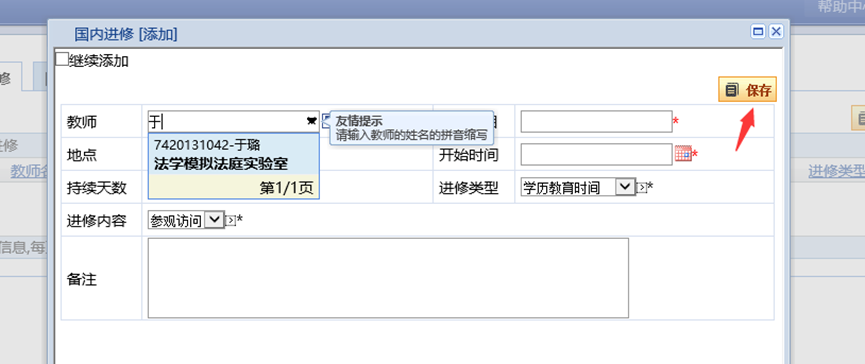 帮助中
国内进修 [添加]
继续添加
修
保存
教师
于
友情提示
请输入教师的姓名的拼音缩写
*
7420131042-于璐
法学模拟法庭实验室
第1/1页
地点
开始时间
*
进修
教师
持续天数
进修类型
学历教育时间
*
进修类型
进修内容
参观访问
*
信息,每
备注